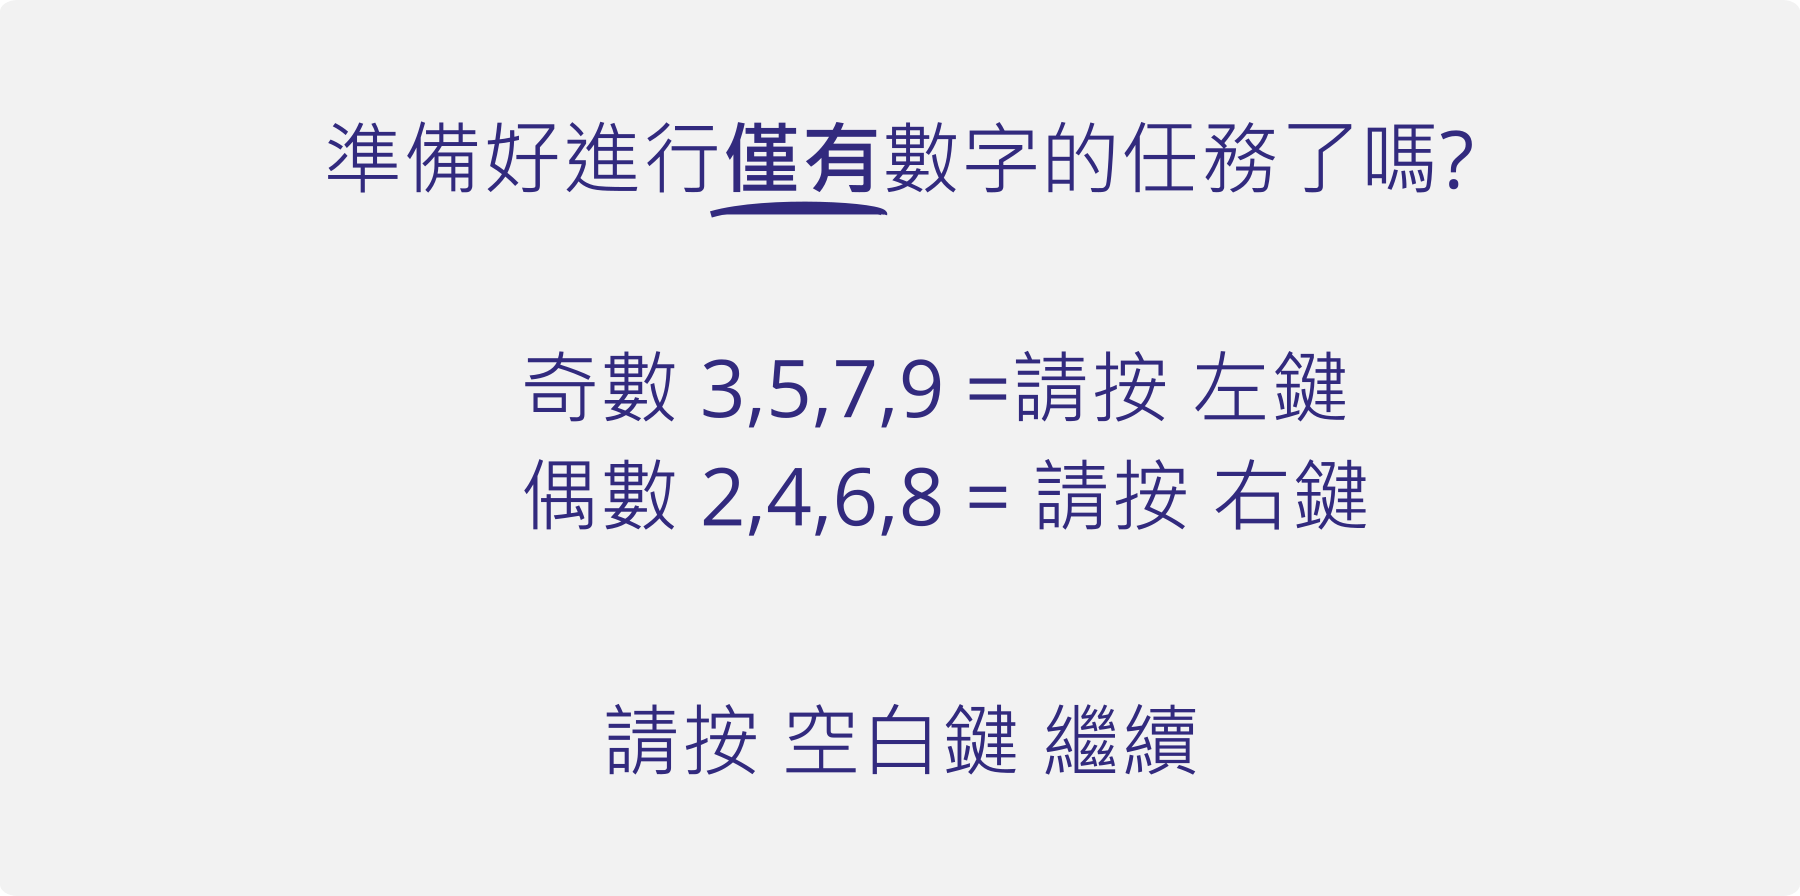 準備好進行僅有數字的任務了嗎?
奇數 3,5,7,9 =請按 左鍵
偶數 2,4,6,8 = 請按 右鍵
請按 空白鍵 繼續